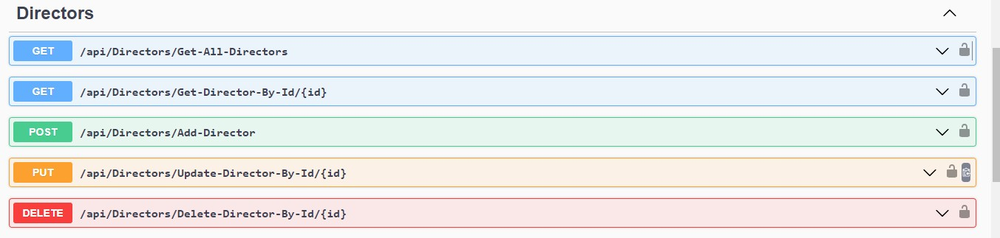 Directors
GET /api/Directors/Get-All-Directors
GET /api/Directors/Get-Director-By-Id/{id}
POST /api/Directors/Add-Director
PUT /api/Directors/Update-Director-By-Id/{id}
DELETE /api/Directors/Delete-Director-By-Id/{id}